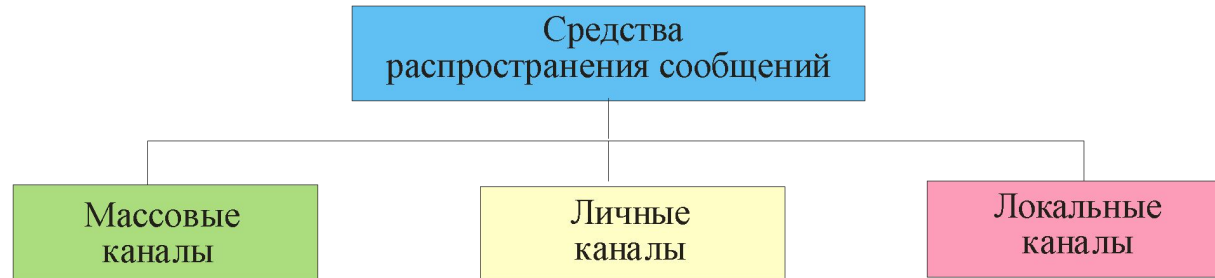 Средства
распространения сообщений
Массовые
каналы
Личные
каналы
Локальные
каналы